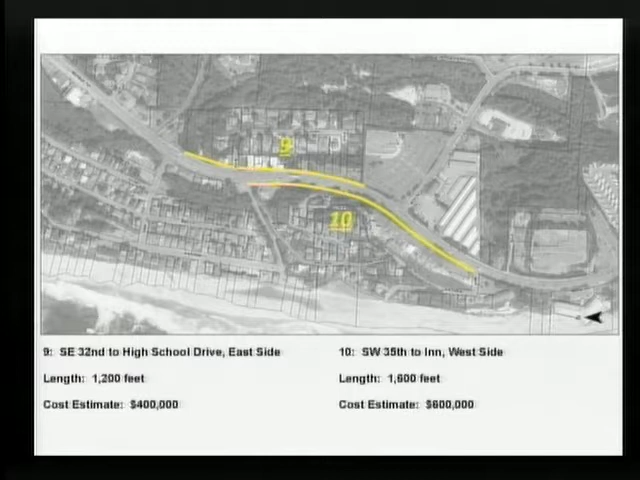 9
10
9: SE 32nd to High School Drive, East Side
Length: 1,200 feet
Cost Estimate: $400,000
10: SW 35th to Inn, West Side
Length: 1,600 feet
Cost Estimate: $600,000